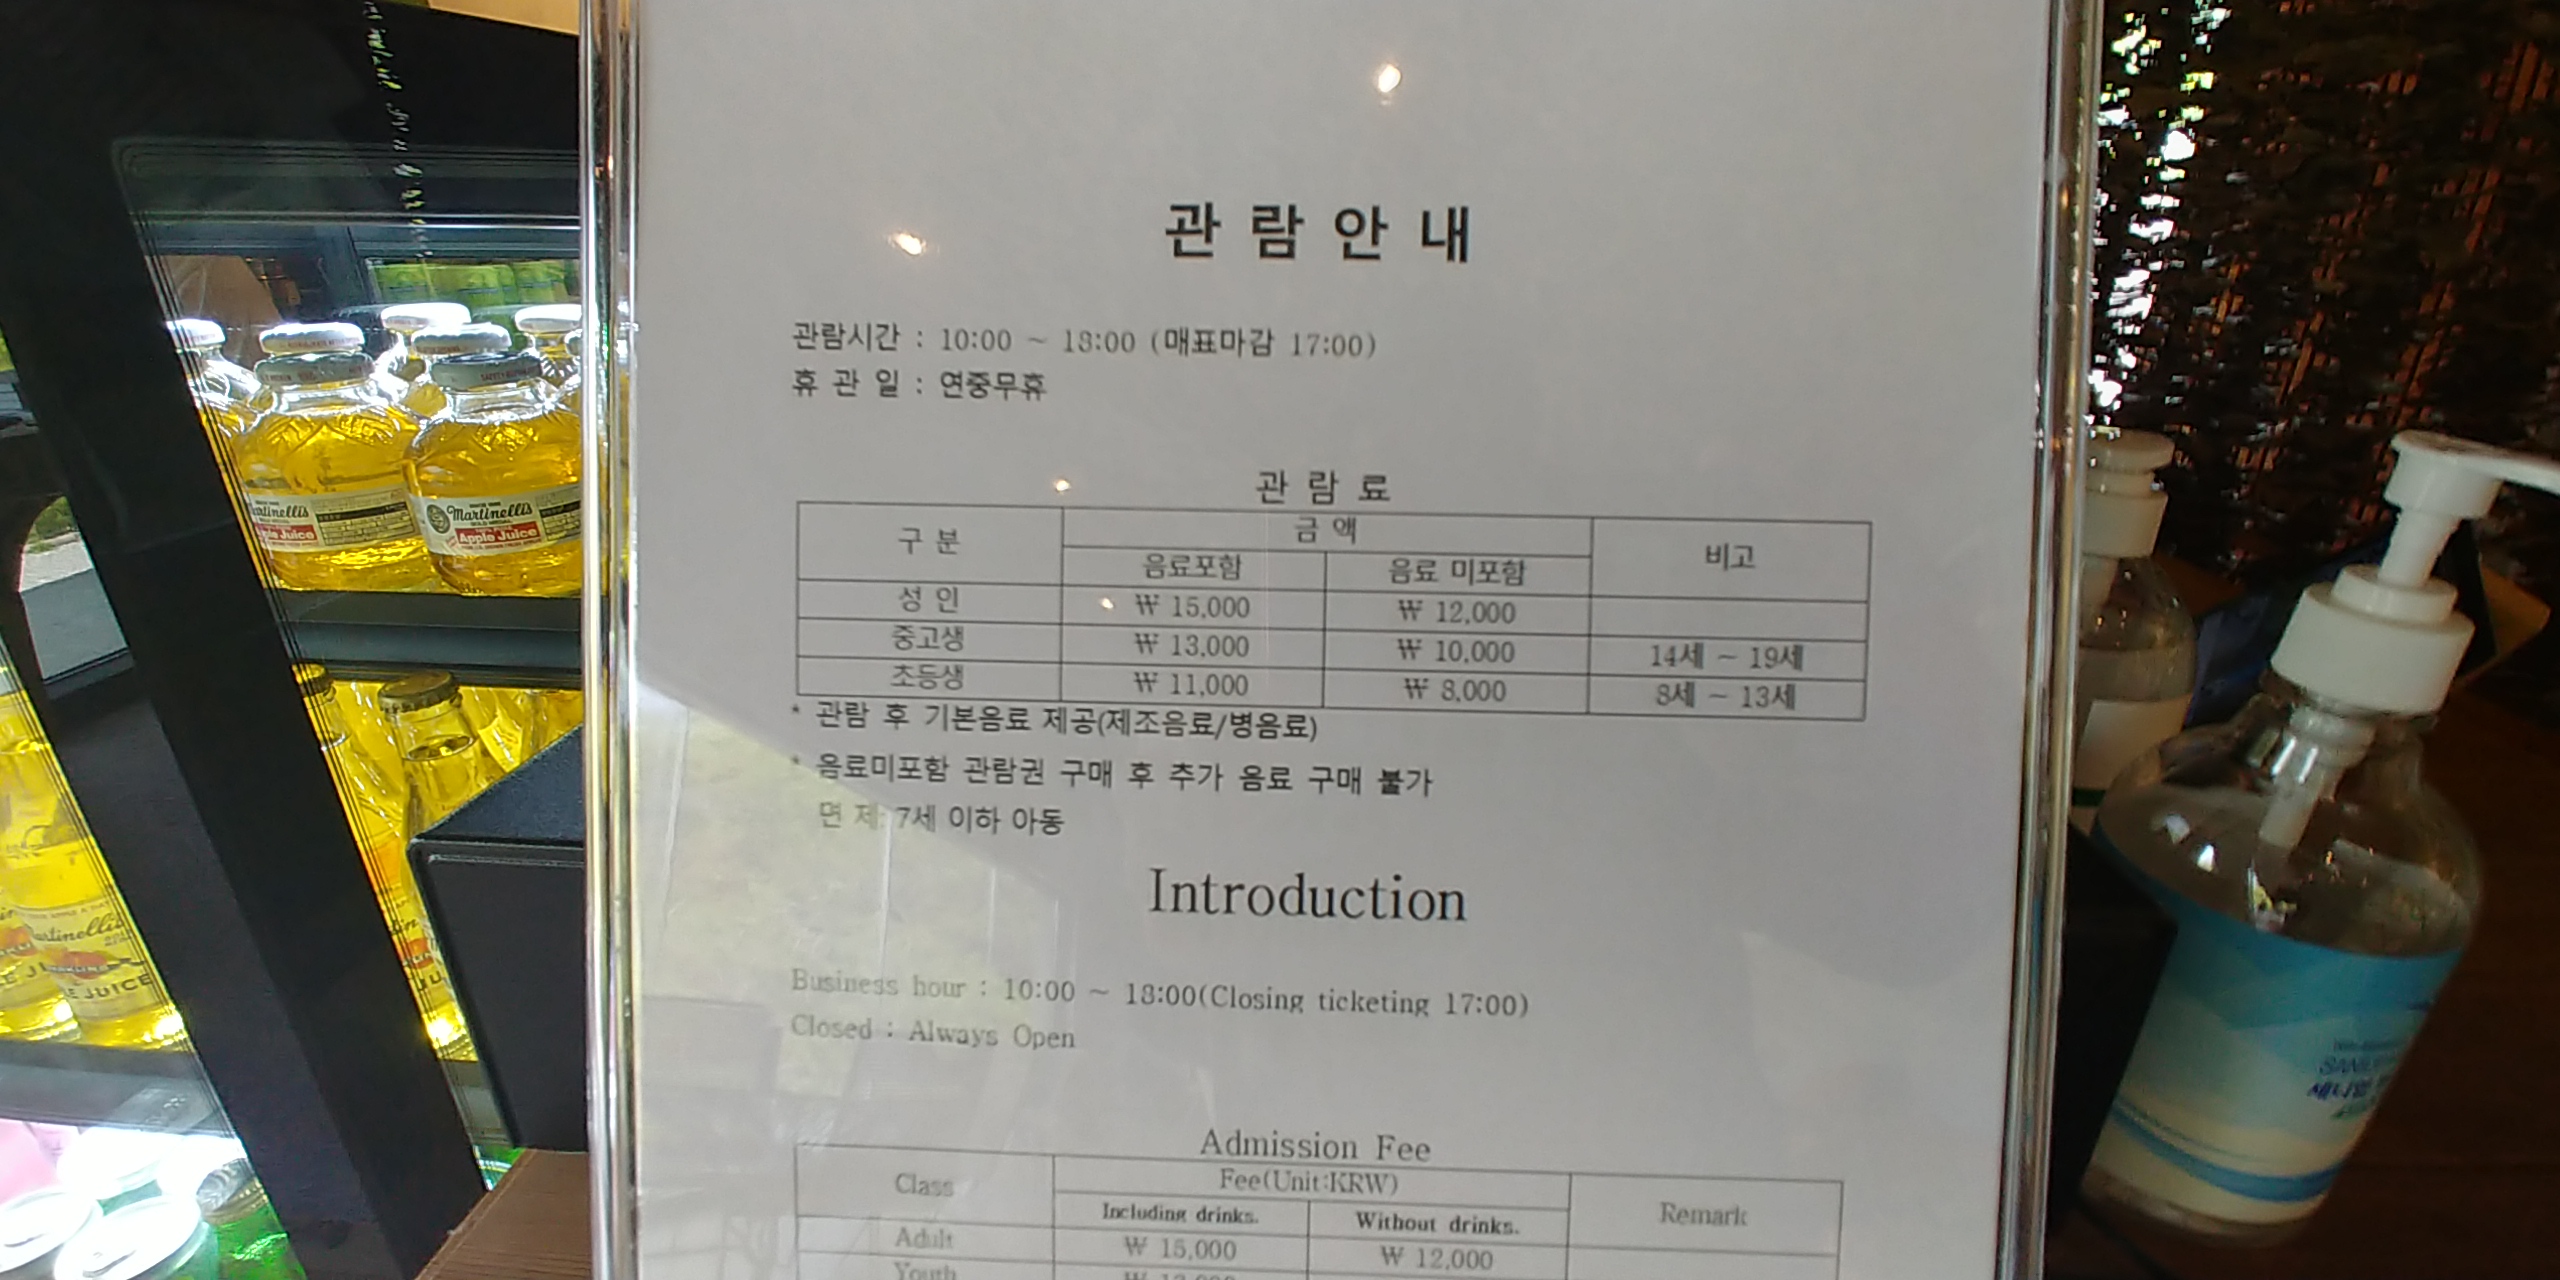 관 람 안 내
관람시간 : 10:00 ~ 18:00 (매표마감 17:00)
휴 관 일 : 연중무휴
관 람 료
구 분
금 액
비고
음료포함
음료 미포함
성 인 ₩ 15,000 ₩ 12,000
중고생 ₩ 13,000 ₩ 10,000 14세 ~ 19세
초등생 ₩ 11,000 ₩ 8,000 8세 ~ 13세
* 관람 후 기본음료 제공(제조음료/병음료)
* 음료미포함 관람권 구매 후 추가 음료 구매 불가
면 제: 7세 이하 아동
Introduction
Business hour : 10:00 ~ 18:00(Closing ticketing 17:00)
Closed : Always Open
Admission Fee
Class
Fee(Unit:KRW)
Remark
Including drinks.
Without drinks.
Adult ₩ 15,000 ₩ 12,000
Youth
Martinelli's
GOLD MEDAL
Apple Juice
Martinelli's
JUICE